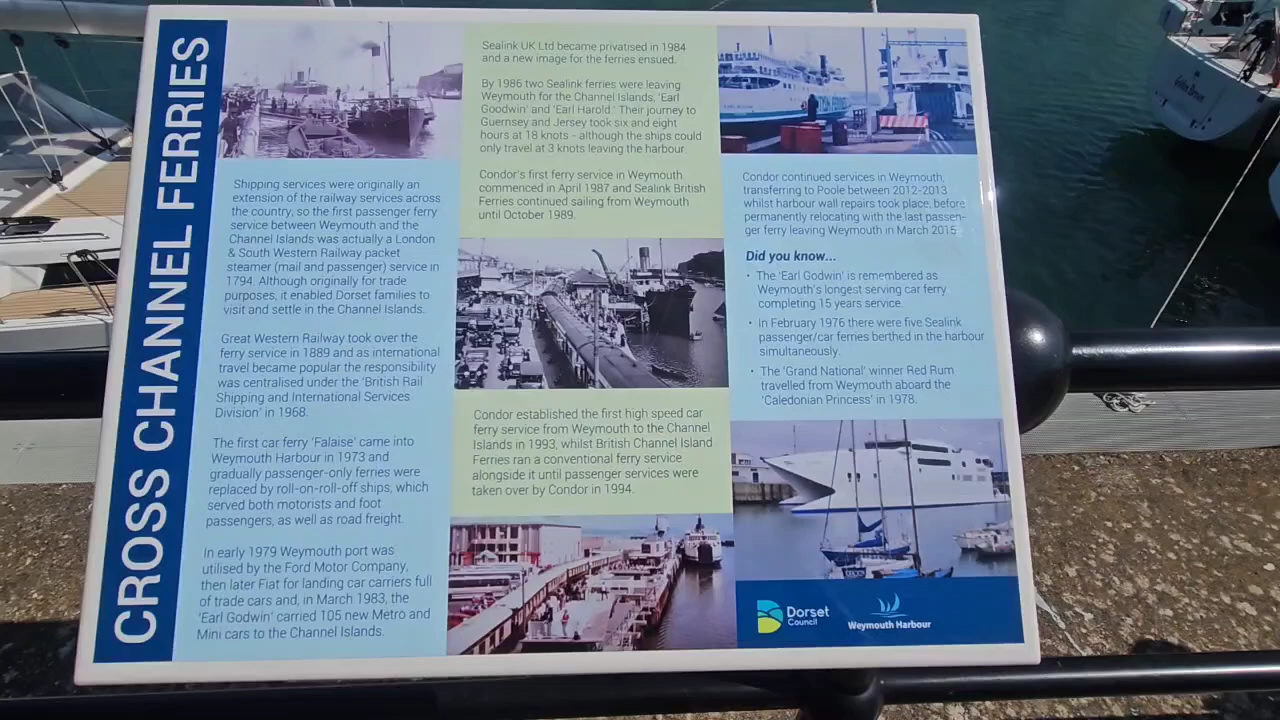 CROSS CHANNEL FERRIES
Shipping services were originally an
extension of the railway services across
the country, so the first passenger ferry
service between Weymouth and the
Channel Islands was actually a London
& South Western Railway packet
steamer (mail and passenger) service in
1794. Although originally for trade
purposes, it enabled Dorset families to
visit and settle in the Channel Islands.
Great Western Railway took over the
ferry service in 1889 and as international
travel became popular the responsibility
was centralised under the 'British Rail
Shipping and International Services
Division' in 1968.
The first car ferry 'Falaise' came into
Weymouth Harbour in 1973 and
gradually passenger-only ferries were
replaced by roll-on-roll-off ships, which
served both motorists and foot
passengers, as well as road freight.
In early 1979 Weymouth port was
utilised by the Ford Motor Company,
then later Fiat for landing car carriers full
of trade cars and, in March 1983, the
'Earl Godwin' carried 105 new Metro and
Mini cars to the Channel Islands.
Sealink UK Ltd became privatised in 1984
and a new image for the ferries ensued.
By 1986 two Sealink ferries were leaving
Weymouth for the Channel Islands, 'Earl
Goodwin' and 'Earl Harold.' Their journey to
Guernsey and Jersey took six and eight
hours at 18 knots - although the ships could
only travel at 3 knots leaving the harbour.
Condor's first ferry service in Weymouth
commenced in April 1987 and Sealink British
Ferries continued sailing from Weymouth
until October 1989.
Condor established the first high speed car
ferry service from Weymouth to the Channel
Islands in 1993, whilst British Channel Island
Ferries ran a conventional ferry service
alongside it until passenger services were
taken over by Condor in 1994.
Condor continued services in Weymouth,
transferring to Poole between 2012-2013
whilst harbour wall repairs took place, before
permanently relocating with the last passen-
ger ferry leaving Weymouth in March 2015.
Did you know...
• The 'Earl Godwin' is remembered as
Weymouth's longest serving car ferry
completing 15 years service.
• In February 1976 there were five Sealink
passenger/car ferries berthed in the harbour
simultaneously.
• The 'Grand National' winner Red Rum
travelled from Weymouth aboard the
'Caledonian Princess' in 1978.
Dorset
Council
Weymouth Harbour